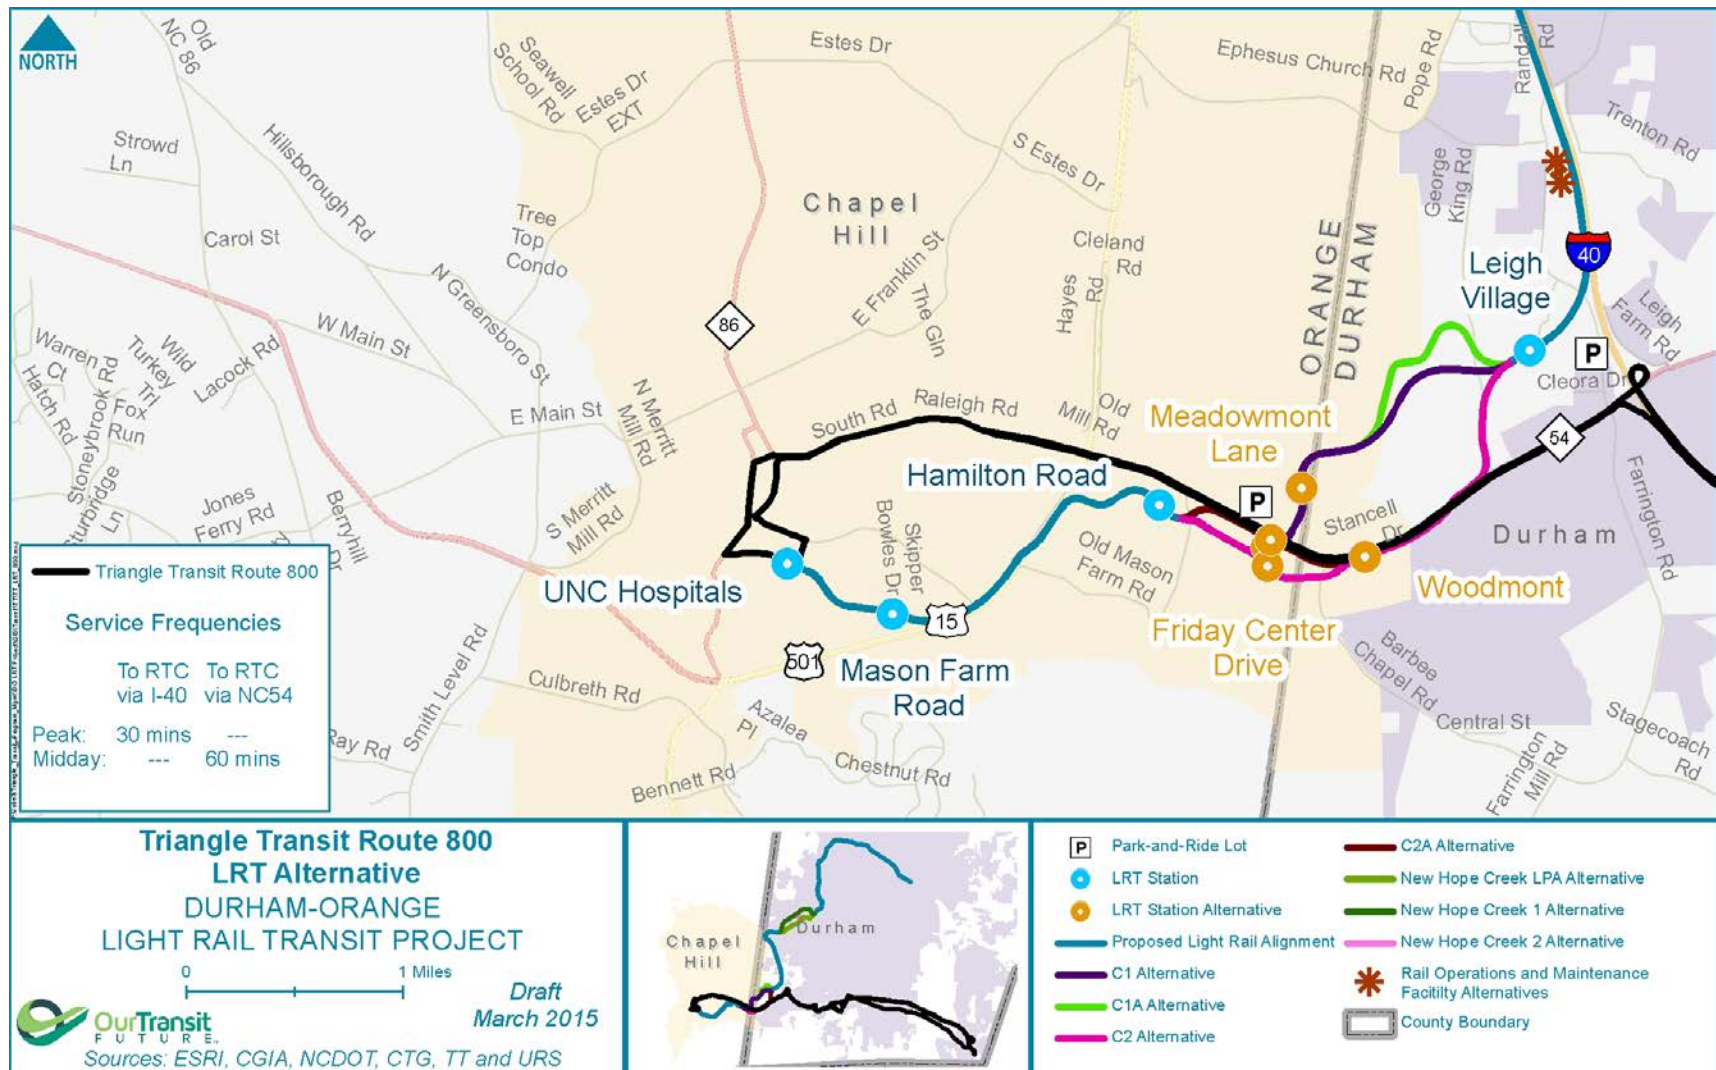 NORTH
Old
NC 86
Seawell
School Rd
Estes Dr
EXT
Estes Dr
Ephesus Church Rd
Pope Rd
Randall
Rd
Trenton Rd
Strowd
Ln
Hillsborough Rd
Carol St
Tree
Top
Condo
Chapel
Hill
S Estes Dr
Cleland
Rd
Hayes
Rd
George
King Rd
ORANGE
DURHAM
40
Leigh
Village
Leigh
Farm Rd
P
Cleora Dr
N Greensboro St
W Main St
Lacock Rd
86
E Franklin St
The Gln
Warren
Ct
Wild
Turkey
Trl
Hatch Rd
Stoneybrook Rd
Fox
Run
Sturbridge
Ln
E Main St
N Merritt
Mill Rd
South Rd
Raleigh Rd
Old
Mill Rd
Meadowmont
Lane
54
Hamilton Road
P
Stancell
Dr
Durham
Farrington Rd
Jones
Ferry Rd
Berryhill
Dr
S Merritt
Mill Rd
UNC Hospitals
Skipper
Bowles Dr
Old Mason
Farm Rd
Woodmont
15
501
Mason Farm
Road
Friday Center
Drive
Barbee
Chapel Rd
Central St
Farrington
Mill Rd
Stagecoach
Rd
Culbreth Rd
Smith Level Rd
Azalea
Pl
Bennett Rd
Chestnut Rd
Ray Rd
Triangle Transit Route 800
Service Frequencies
To RTC To RTC
via I-40 via NC54
Peak: 30 mins ---
Midday: --- 60 mins
Triangle Transit Route 800
LRT Alternative
DURHAM-ORANGE
LIGHT RAIL TRANSIT PROJECT
0 1 Miles
Draft
March 2015
OurTransit
FUTURE
Sources: ESRI, CGIA, NCDOT, CTG, TT and URS
Chapel
Hill
Durham
P Park-and-Ride Lot
LRT Station
LRT Station Alternative
Proposed Light Rail Alignment
C1 Alternative
C1A Alternative
C2 Alternative
C2A Alternative
New Hope Creek LPA Alternative
New Hope Creek 1 Alternative
New Hope Creek 2 Alternative
Rail Operations and Maintenance
Facilty Alternatives
County Boundary